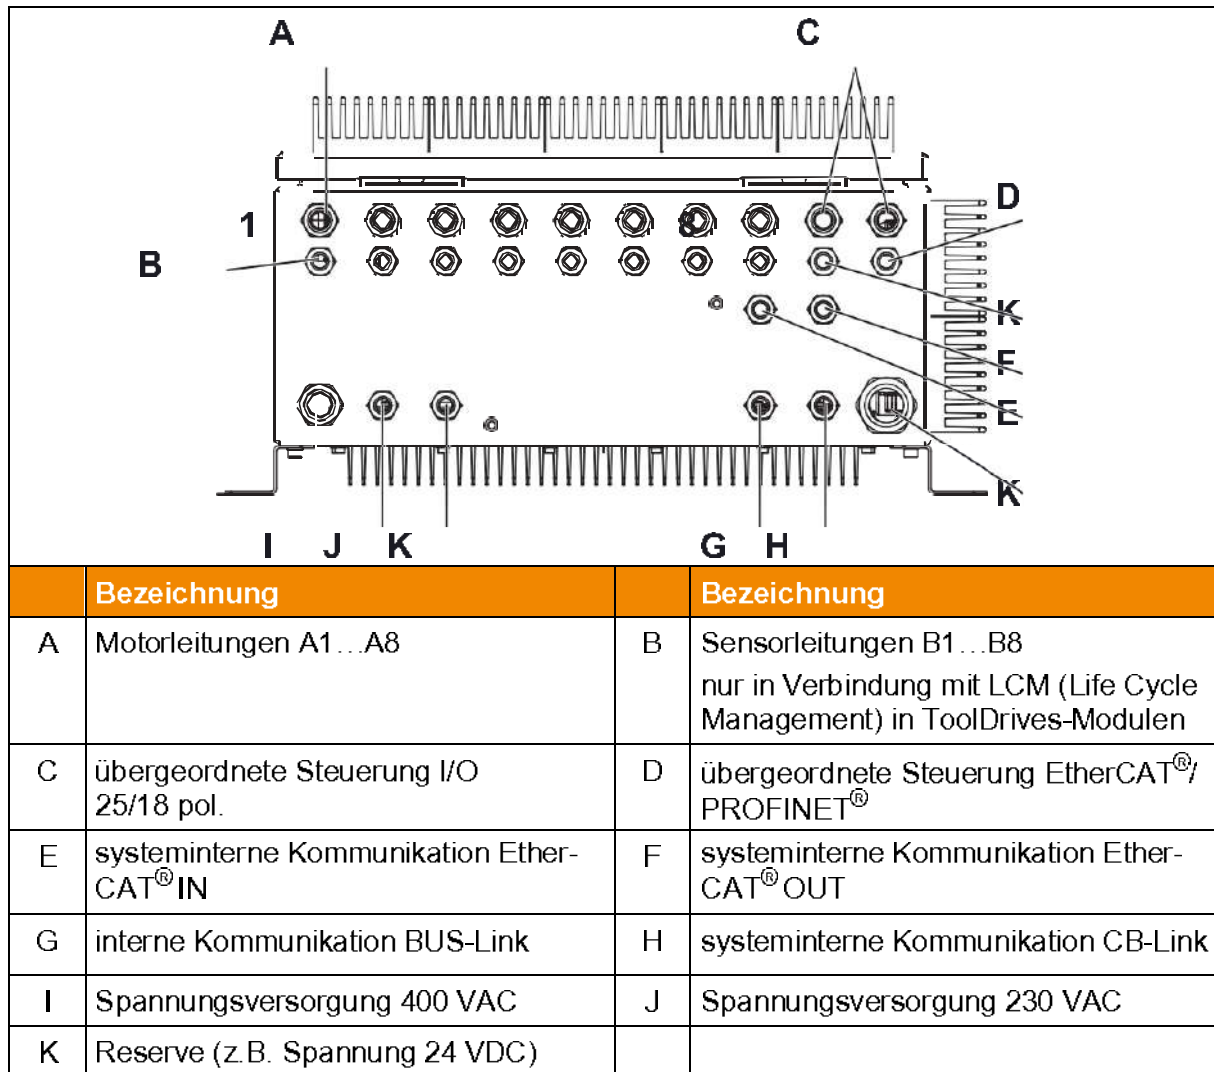 A C
1 8 D
B
K
F
E
K
I J K G H
Bezeichnung Bezeichnung
A Motorleitungen A1…A8 B Sensorleitungen B1…B8
nur in Verbindung mit LCM (Life Cycle
Management) in ToolDrives-Modulen
C übergeordnete Steuerung I/O
25/18 pol.
D übergeordnete Steuerung EtherCAT®/
PROFINET®
E systeminterne Kommunikation Ether-
CAT® IN
F systeminterne Kommunikation Ether-
CAT® OUT
G interne Kommunikation BUS-Link H systeminterne Kommunikation CB-Link
I Spannungsversorgung 400 VAC J Spannungsversorgung 230 VAC
K Reserve (z.B. Spannung 24 VDC)